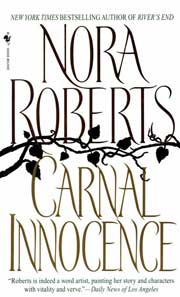 NEW YORK TIMES BESTSELLING AUTHOR OF RIVER'S END
NORA
ROBERTS
CARNAL
INNOCENCE
"Roberts is indeed a word artist, painting her story and characters
with vitality and verve."—Daily News of Los Angeles